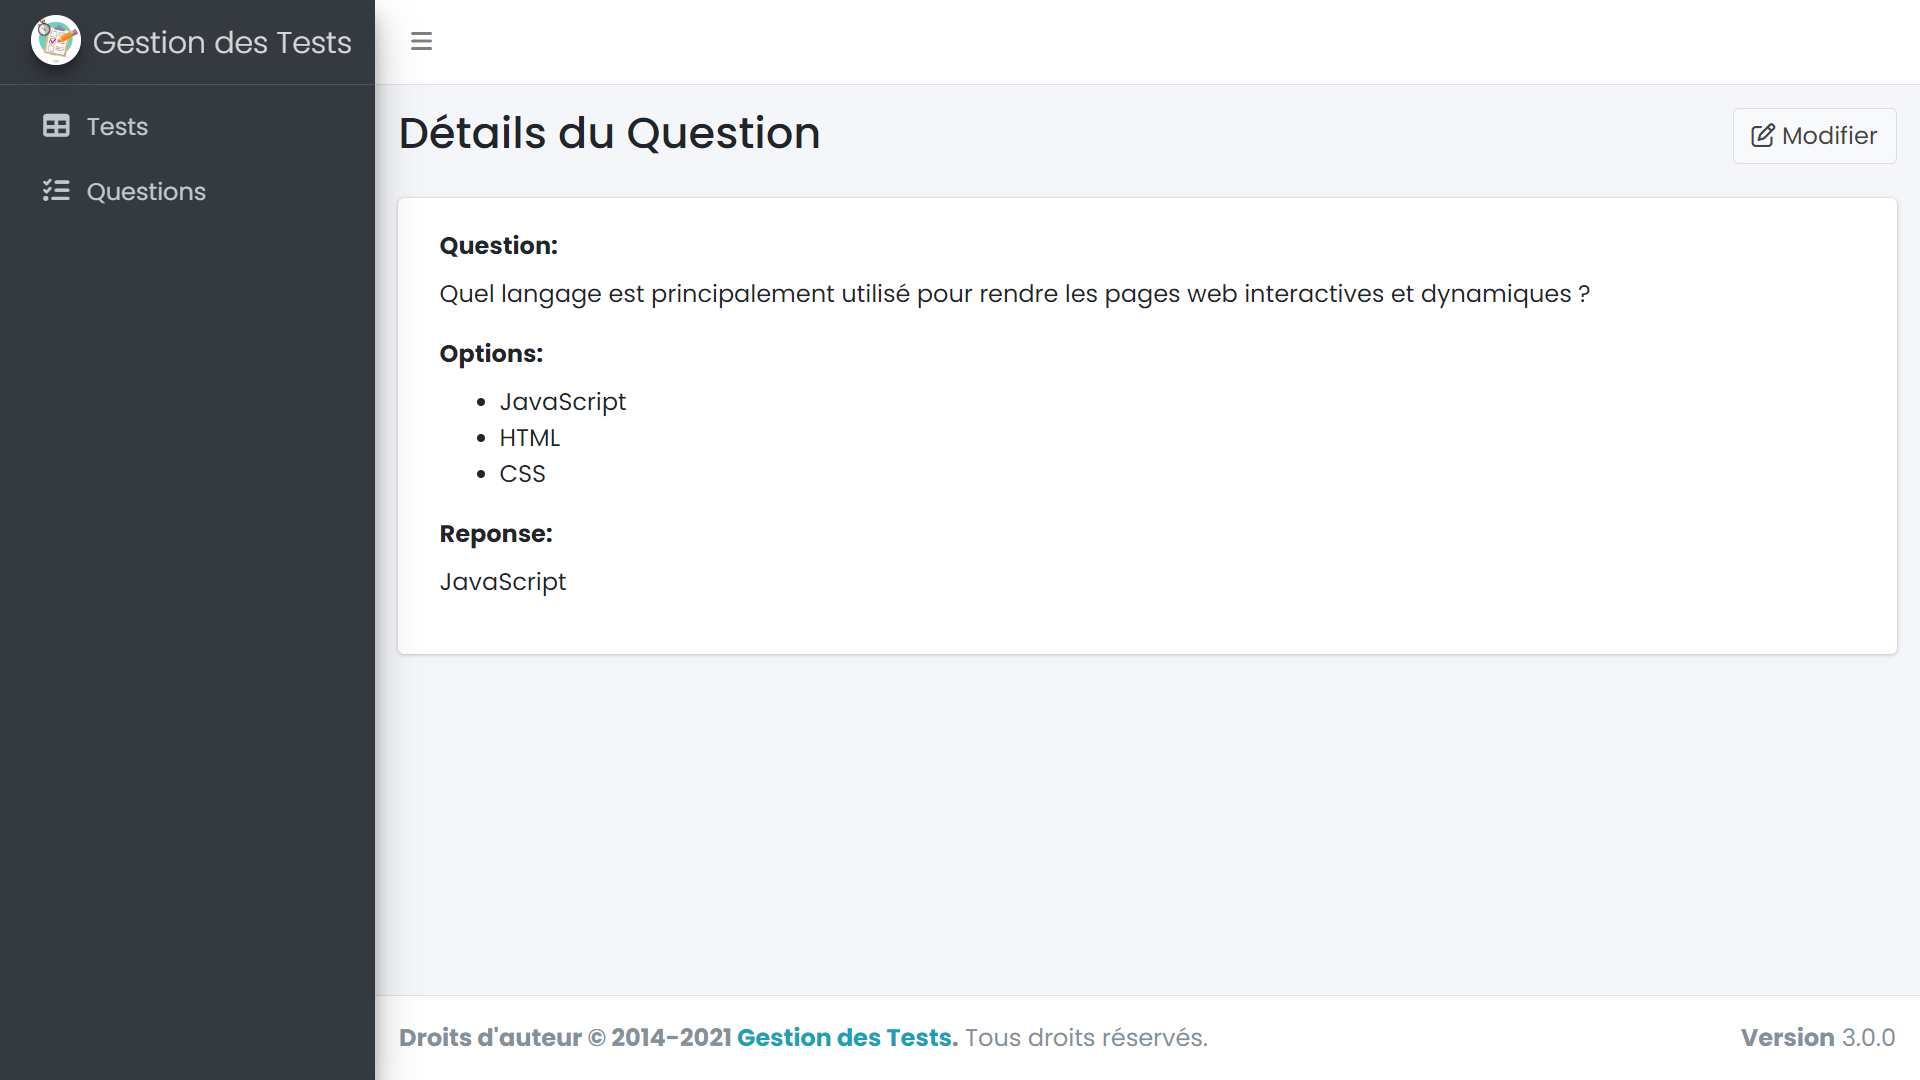 Gestion des Tests
Tests
Questions
Détails du Question
Modifier
Question:
Quel langage est principalement utilisé pour rendre les pages web interactives et dynamiques ?
Options:
JavaScript
HTML
CSS
Reponse:
JavaScript
Droits d'auteur © 2014-2021 Gestion des Tests. Tous droits réservés.
Version 3.0.0